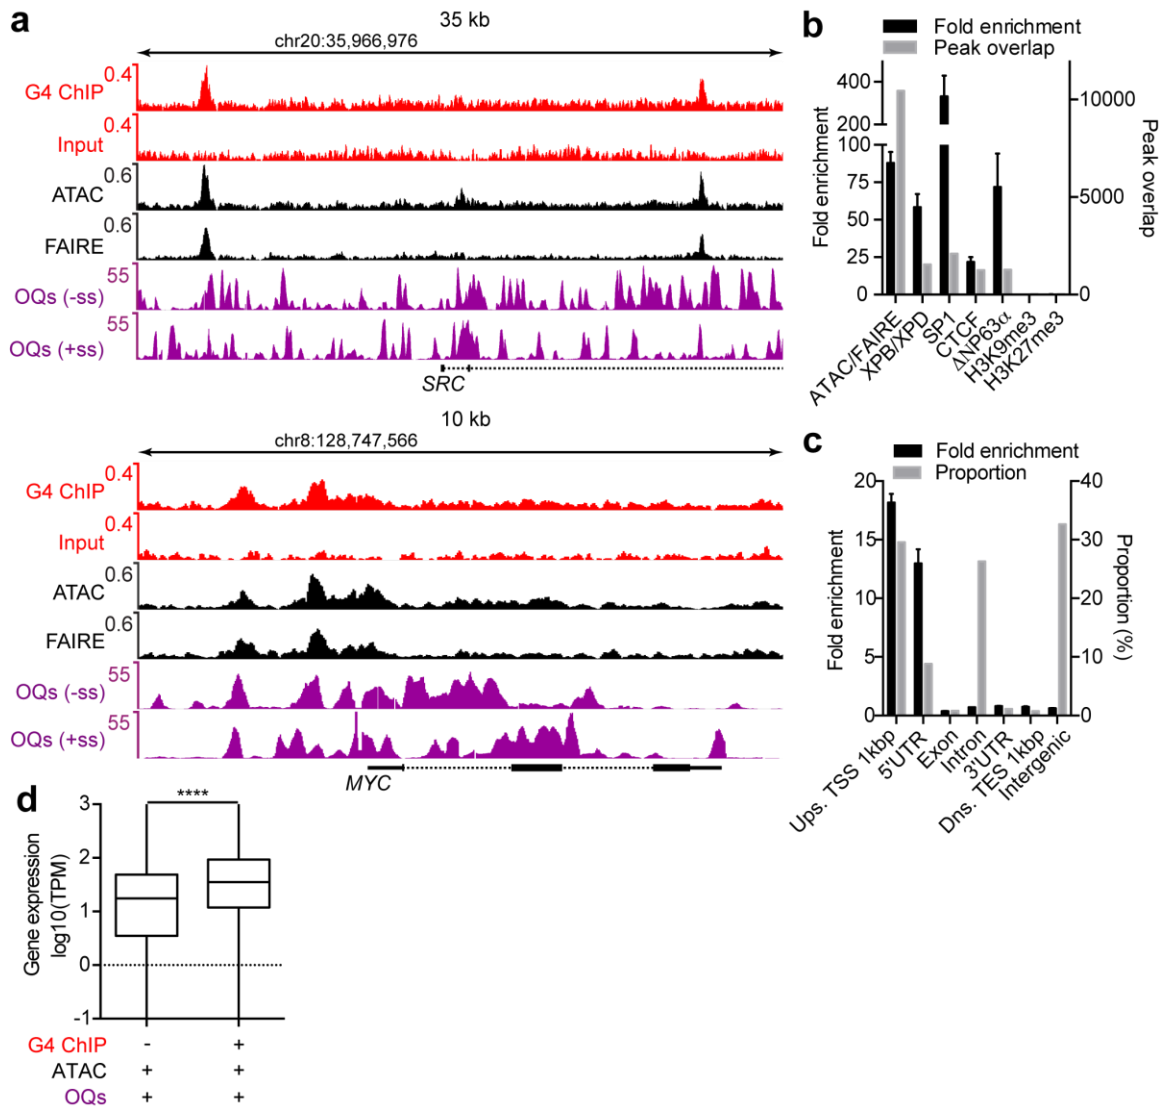 a
35 kb
chr20:35,966,976
G4 ChIP
0.4
Input
0.4
ATAC
0.6
FAIRE
0.6
OQs (-ss)
55
OQs (+ss)
55
SRC
10 kb
chr8:128,747,566
G4 ChIP
0.4
Input
0.4
ATAC
0.6
FAIRE
0.6
OQs (-ss)
55
OQs (+ss)
55
MYC
b
Fold enrichment
Peak overlap
400
200
100
75
50
25
0
Fold enrichment
10000
5000
0
Peak overlap
ATAC/FAIRE
XPB/XPD
SP1
CTCF
ΔNP63α
H3K9me3
H3K27me3
c
Fold enrichment
Proportion
20
15
10
5
0
Fold enrichment
40
30
20
10
0
Proportion (%)
Ups. TSS 1kbp
5'UTR
Exon
Intron
3'UTR
Dns. TES 1kbp
Intergenic
d
****
3
2
1
0
-1
Gene expression
log10(TPM)
G4 ChIP - +
ATAC + +
OQs + +